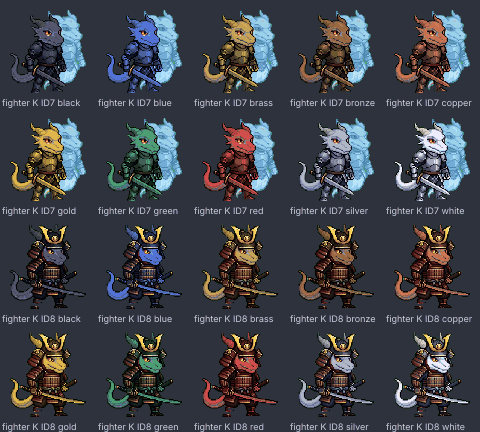 fighter K ID7 black
fighter K ID7 blue
fighter K ID7 brass
fighter K ID7 bronze
fighter K ID7 copper
fighter K ID7 gold
fighter K ID7 green
fighter K ID7 red
fighter K ID7 silver
fighter K ID7 white
fighter K ID8 black
fighter K ID8 blue
fighter K ID8 brass
fighter K ID8 bronze
fighter K ID8 copper
fighter K ID8 gold
fighter K ID8 green
fighter K ID8 red
fighter K ID8 silver
fighter K ID8 white